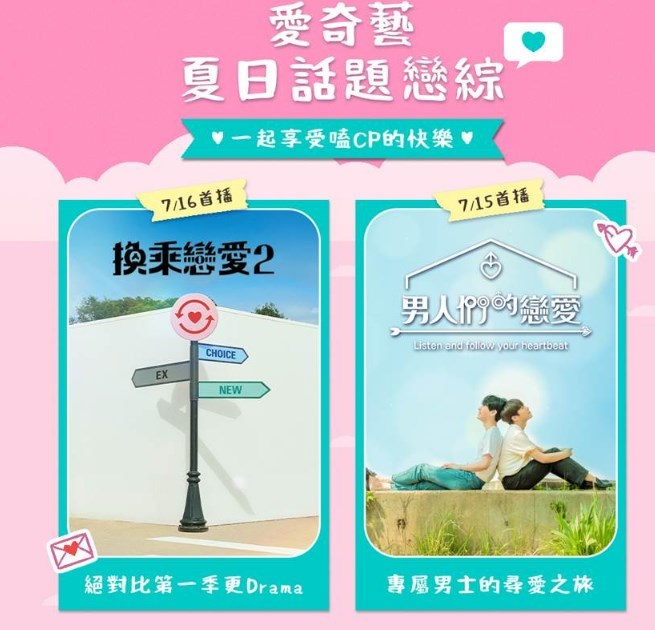 愛奇藝
夏日話題戀綜
一起享受嗑CP的快樂
7/16首播
換乘戀愛2
CHOICE
EX
NEW
絕對比第一季更Drama
7/15首播
男人們的戀愛
Listen and follow your heartbeat
專屬男士的尋愛之旅